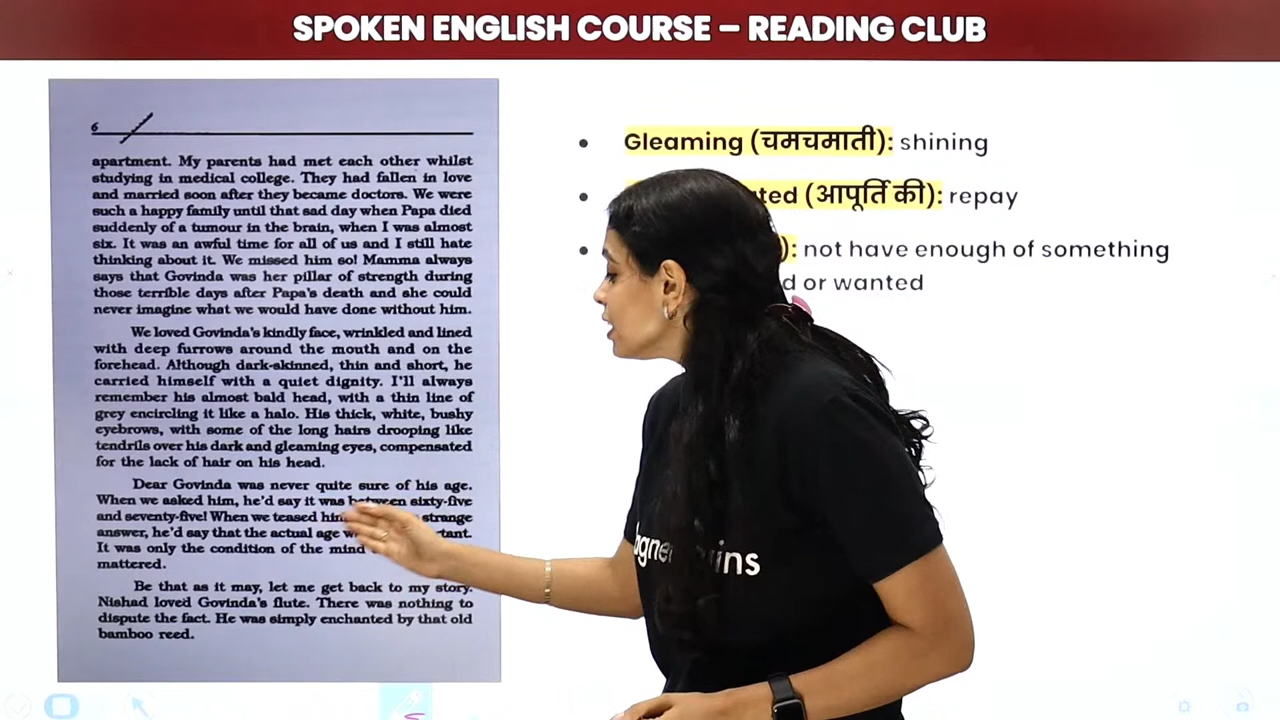 SPOKEN ENGLISH COURSE – READING CLUB
6
apartment. My parents had met each other whilst
studying in medical college. They had fallen in love
and married soon after they became doctors. We were
such a happy family until that sad day when Papa died
suddenly of a tumour in the brain, when I was almost
six. It was an awful time for all of us and I still hate
thinking about it. We missed him so! Mamma always
says that Govinda was her pillar of strength during
those terrible days after Papa's death and she could
never imagine what we would have done without him.
We loved Govinda's kindly face, wrinkled and lined
with deep furrows around the mouth and on the
forehead. Although dark-skinned, thin and short, he
carried himself with a quiet dignity. I'll always
remember his almost bald head, with a thin line of
grey encircling it like a halo. His thick, white, bushy
eyebrows, with some of the long hairs drooping like
tendrils over his dark and gleaming eyes, compensated
for the lack of hair on his head.
Dear Govinda was never quite sure of his age.
When we asked him, he'd say it was between sixty-five
and seventy-five! When we teased him strange
answer, he'd say that the actual age
It was only the condition of the mind
mattered.
Be that as it may, let me get back to my story.
Nishad loved Govinda's flute. There was nothing to
dispute the fact. He was simply enchanted by that old
bamboo reed.
• Gleaming (चमचमाती): shining
• ted (आपूर्ति की): repay
• ): not have enough of something
d or wanted